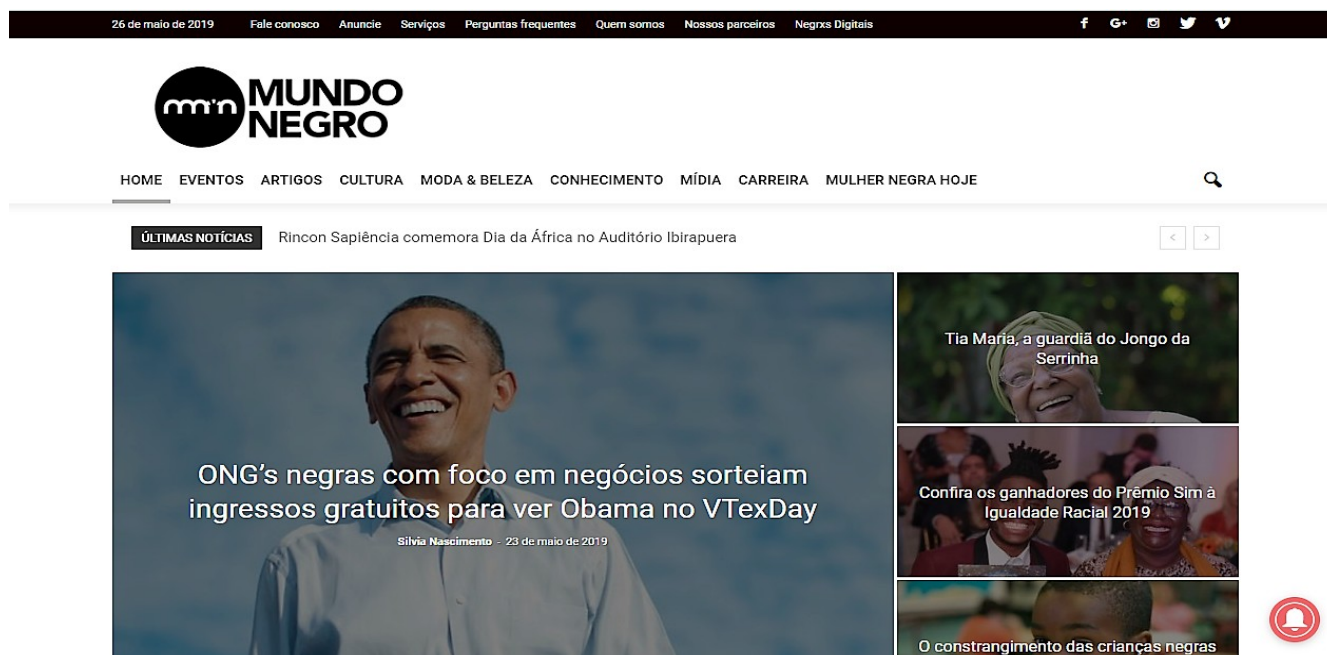 26 de maio de 2019 Fale conosco Anuncie Serviços Perguntas frequentes Quem somos Nossos parceiros Negrxs Digitais
mn MUNDO
NEGRO
HOME EVENTOS ARTIGOS CULTURA MODA & BELEZA CONHECIMENTO MÍDIA CARREIRA MULHER NEGRA HOJE
ÚLTIMAS NOTÍCIAS Rincon Sapiência comemora Dia da África no Auditório Ibirapuera
ONG's negras com foco em negócios sorteiam
ingressos gratuitos para ver Obama no VTexDay
Silvia Nascimento - 23 de maio de 2019
Tia Maria, a guardiã do Jongo da
Serrinha
Confira os ganhadores do Prêmio Sim à
Igualdade Racial 2019
O constrangimento das crianças negras